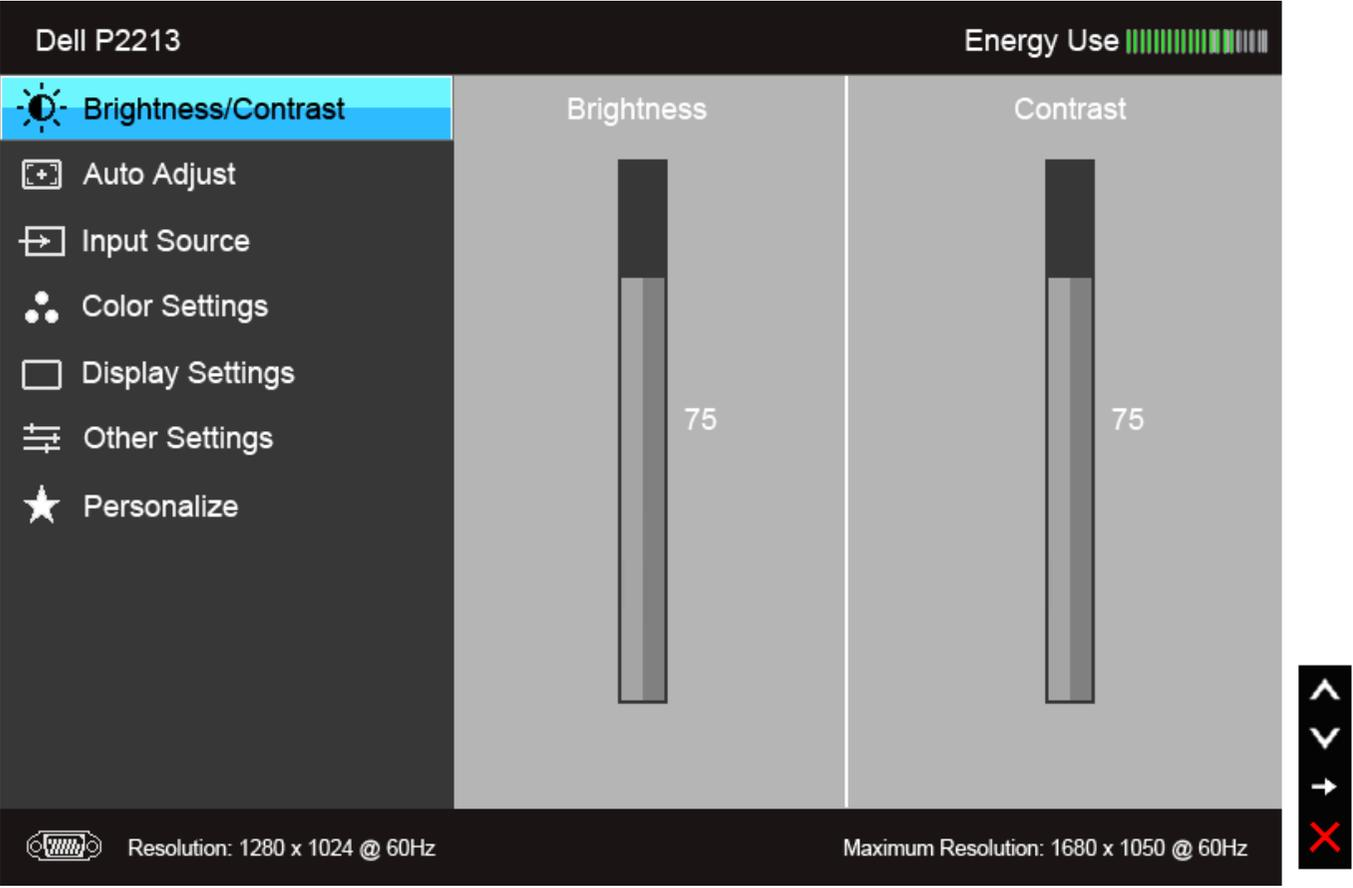 Dell P2213
Energy Use
Brightness/Contrast
Auto Adjust
Input Source
Color Settings
Display Settings
Other Settings
Personalize
Brightness
75
Contrast
75
Resolution: 1280 x 1024 @ 60Hz
Maximum Resolution: 1680 x 1050 @ 60Hz